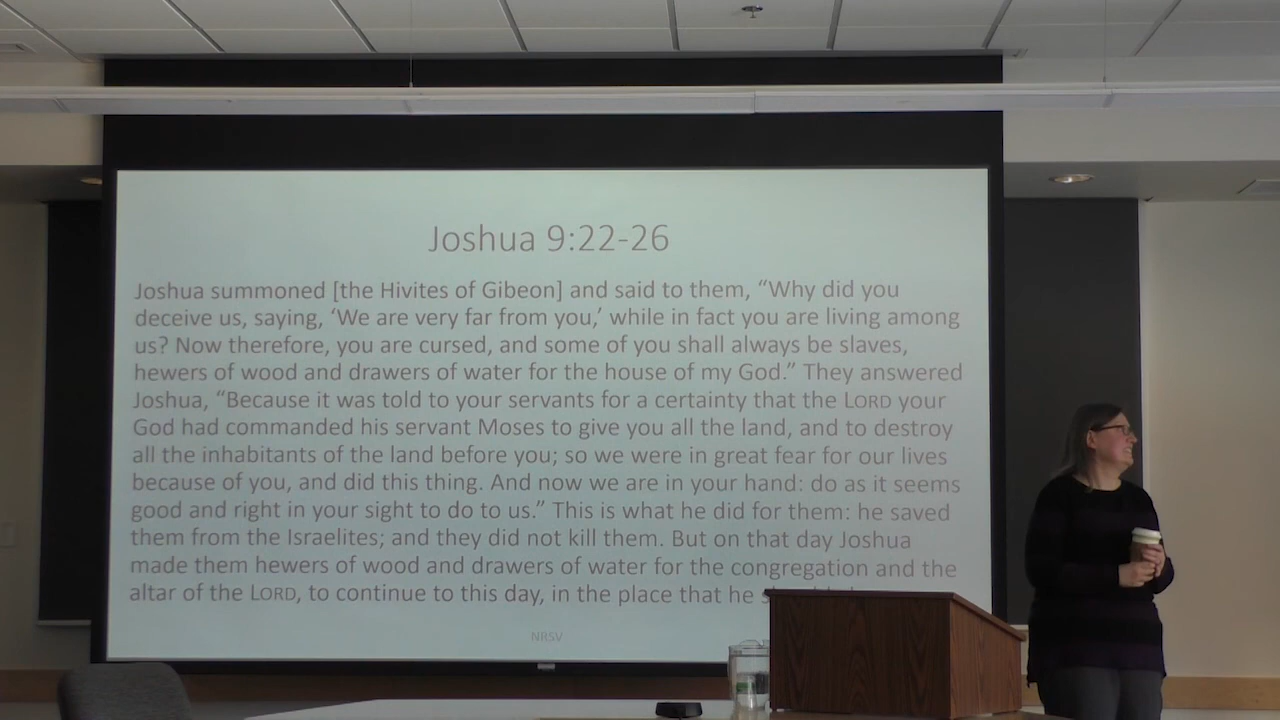 Joshua 9:22-26
Joshua summoned [the Hivites of Gibeon] and said to them, “Why did you
deceive us, saying, ‘We are very far from you,’ while in fact you are living among
us? Now therefore, you are cursed, and some of you shall always be slaves,
hewers of wood and drawers of water for the house of my God.” They answered
Joshua, “Because it was told to your servants for a certainty that the LORD your
God had commanded his servant Moses to give you all the land, and to destroy
all the inhabitants of the land before you; so we were in great fear for our lives
because of you, and did this thing. And now we are in your hand: do as it seems
good and right in your sight to do to us.” This is what he did for them: he saved
them from the Israelites; and they did not kill them. But on that day Joshua
made them hewers of wood and drawers of water for the congregation and the
altar of the LORD, to continue to this day, in the place that he
NRSV